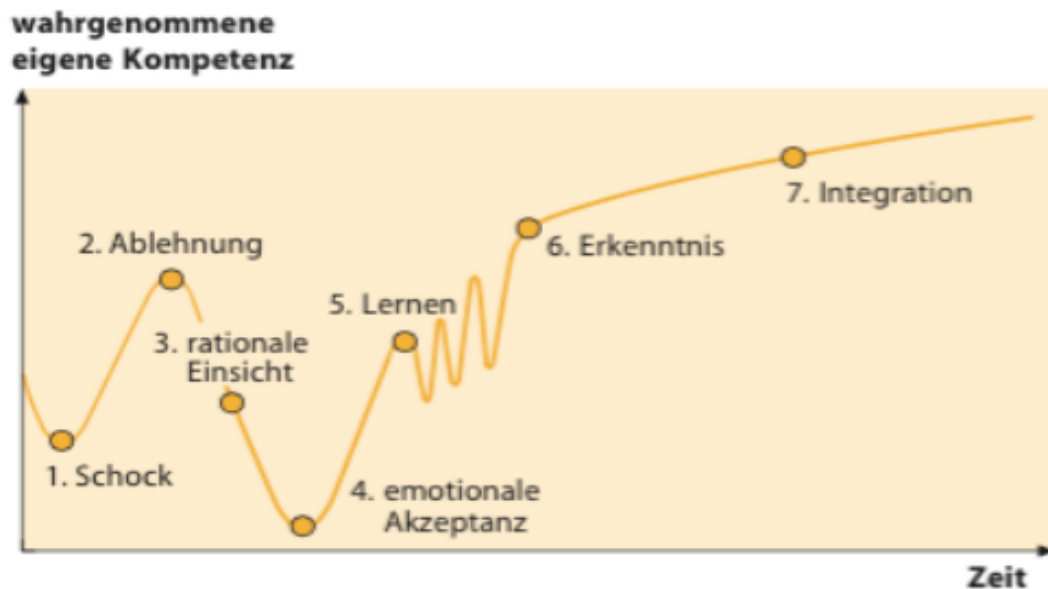 wahrgenommene
eigene Kompetenz
2. Ablehnung
7. Integration
6. Erkenntnis
5. Lernen
3. rationale
Einsicht
1. Schock
4. emotionale
Akzeptanz
Zeit